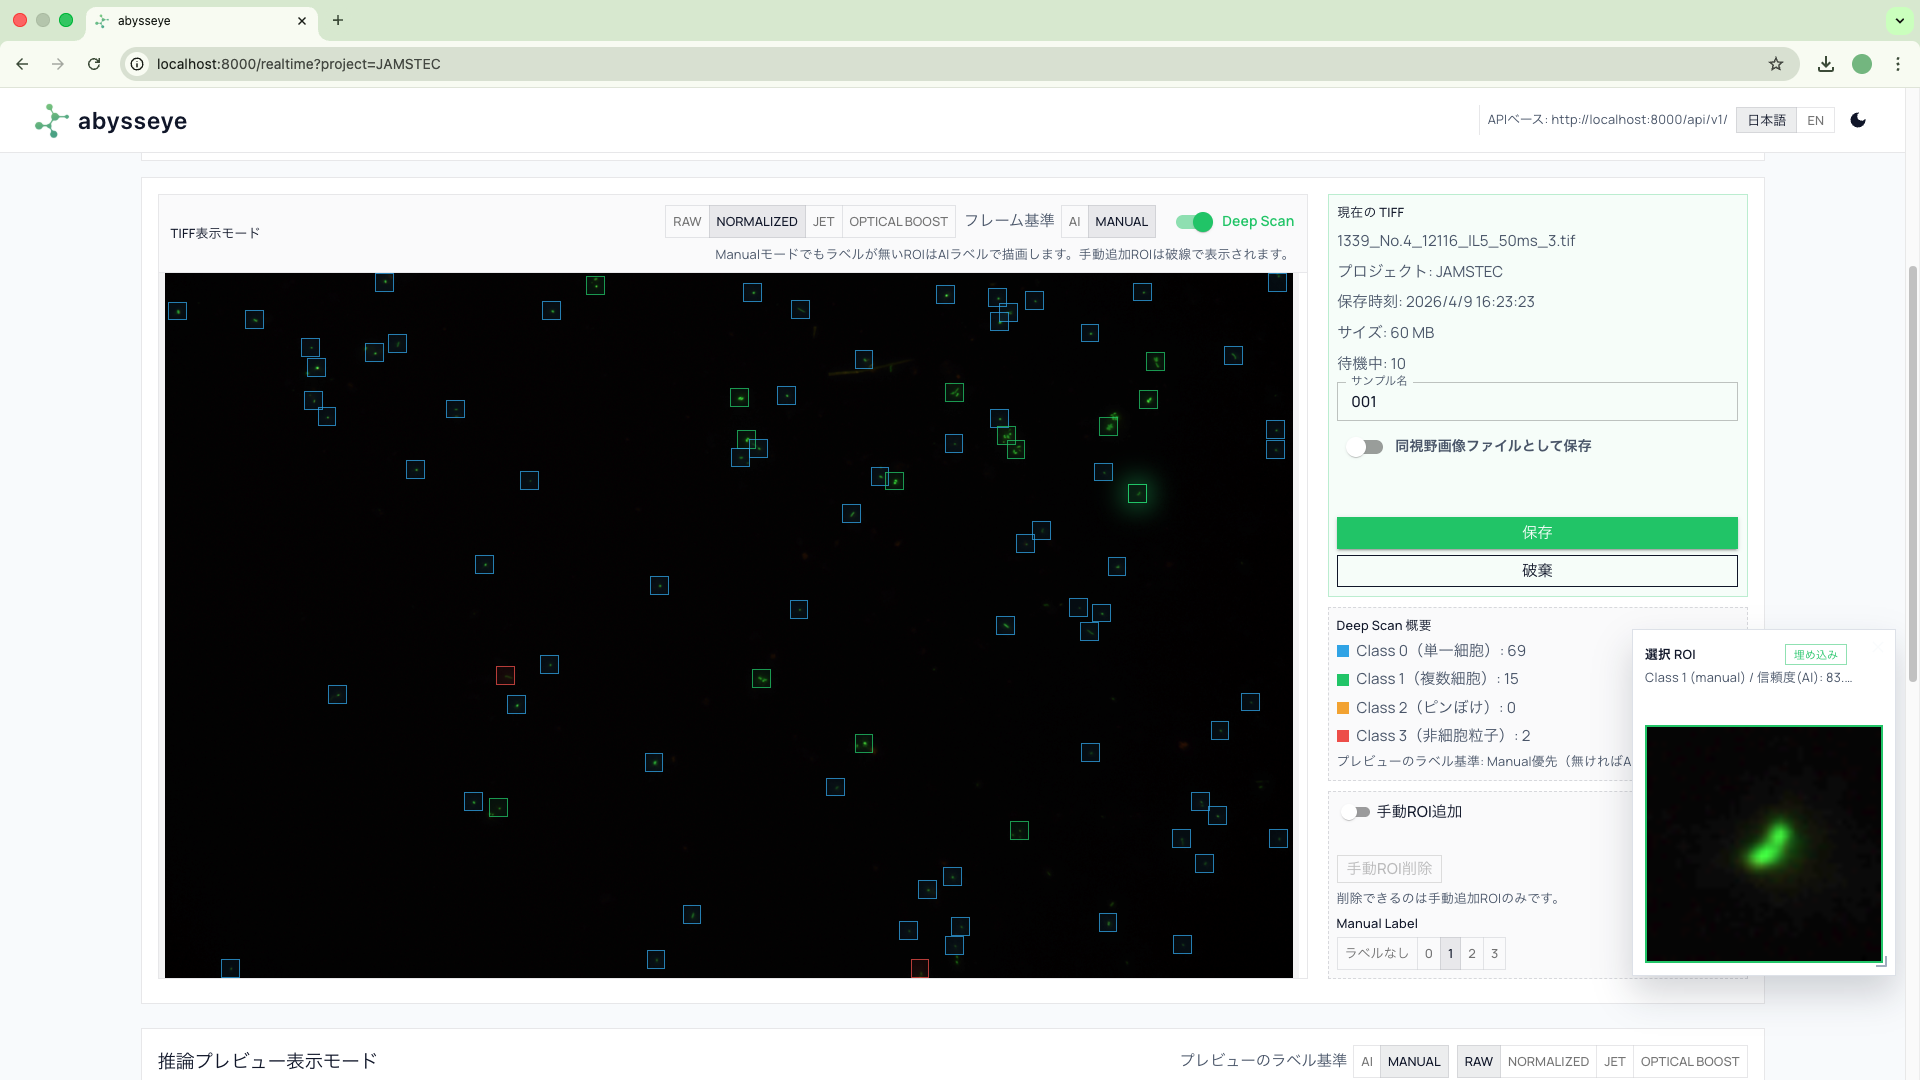 abysseye
localhost:8000/realtime?project=JAMSTEC
abysseye
APIベース: http://localhost:8000/api/v1/
日本語
EN
TIFF表示モード
RAW
NORMALIZED
JET
OPTICAL BOOST
フレーム基準
AI
MANUAL
Deep Scan
Manualモードでもラベルが無いROIはAIラベルで描画します。手動追加ROIは破線で表示されます。
現在の TIFF
1339_No.4_12116_IL5_50ms_3.tif
プロジェクト: JAMSTEC
保存時刻: 2026/4/9 16:23:23
サイズ: 60 MB
待機中: 10
サンプル名
001
同視野画像ファイルとして保存
保存
破棄
Deep Scan 概要
Class 0（単一細胞）: 69
Class 1（複数細胞）: 15
Class 2（ピンぼけ）: 0
Class 3（非細胞粒子）: 2
プレビューのラベル基準: Manual優先（無ければA
手動ROI追加
手動ROI削除
削除できるのは手動追加ROIのみです。
Manual Label
ラベルなし
0
1
2
3
選択 ROI
埋め込み
Class 1 (manual) / 信頼度(AI): 83....
推論プレビュー表示モード
プレビューのラベル基準
AI
MANUAL
RAW
NORMALIZED
JET
OPTICAL BOOST